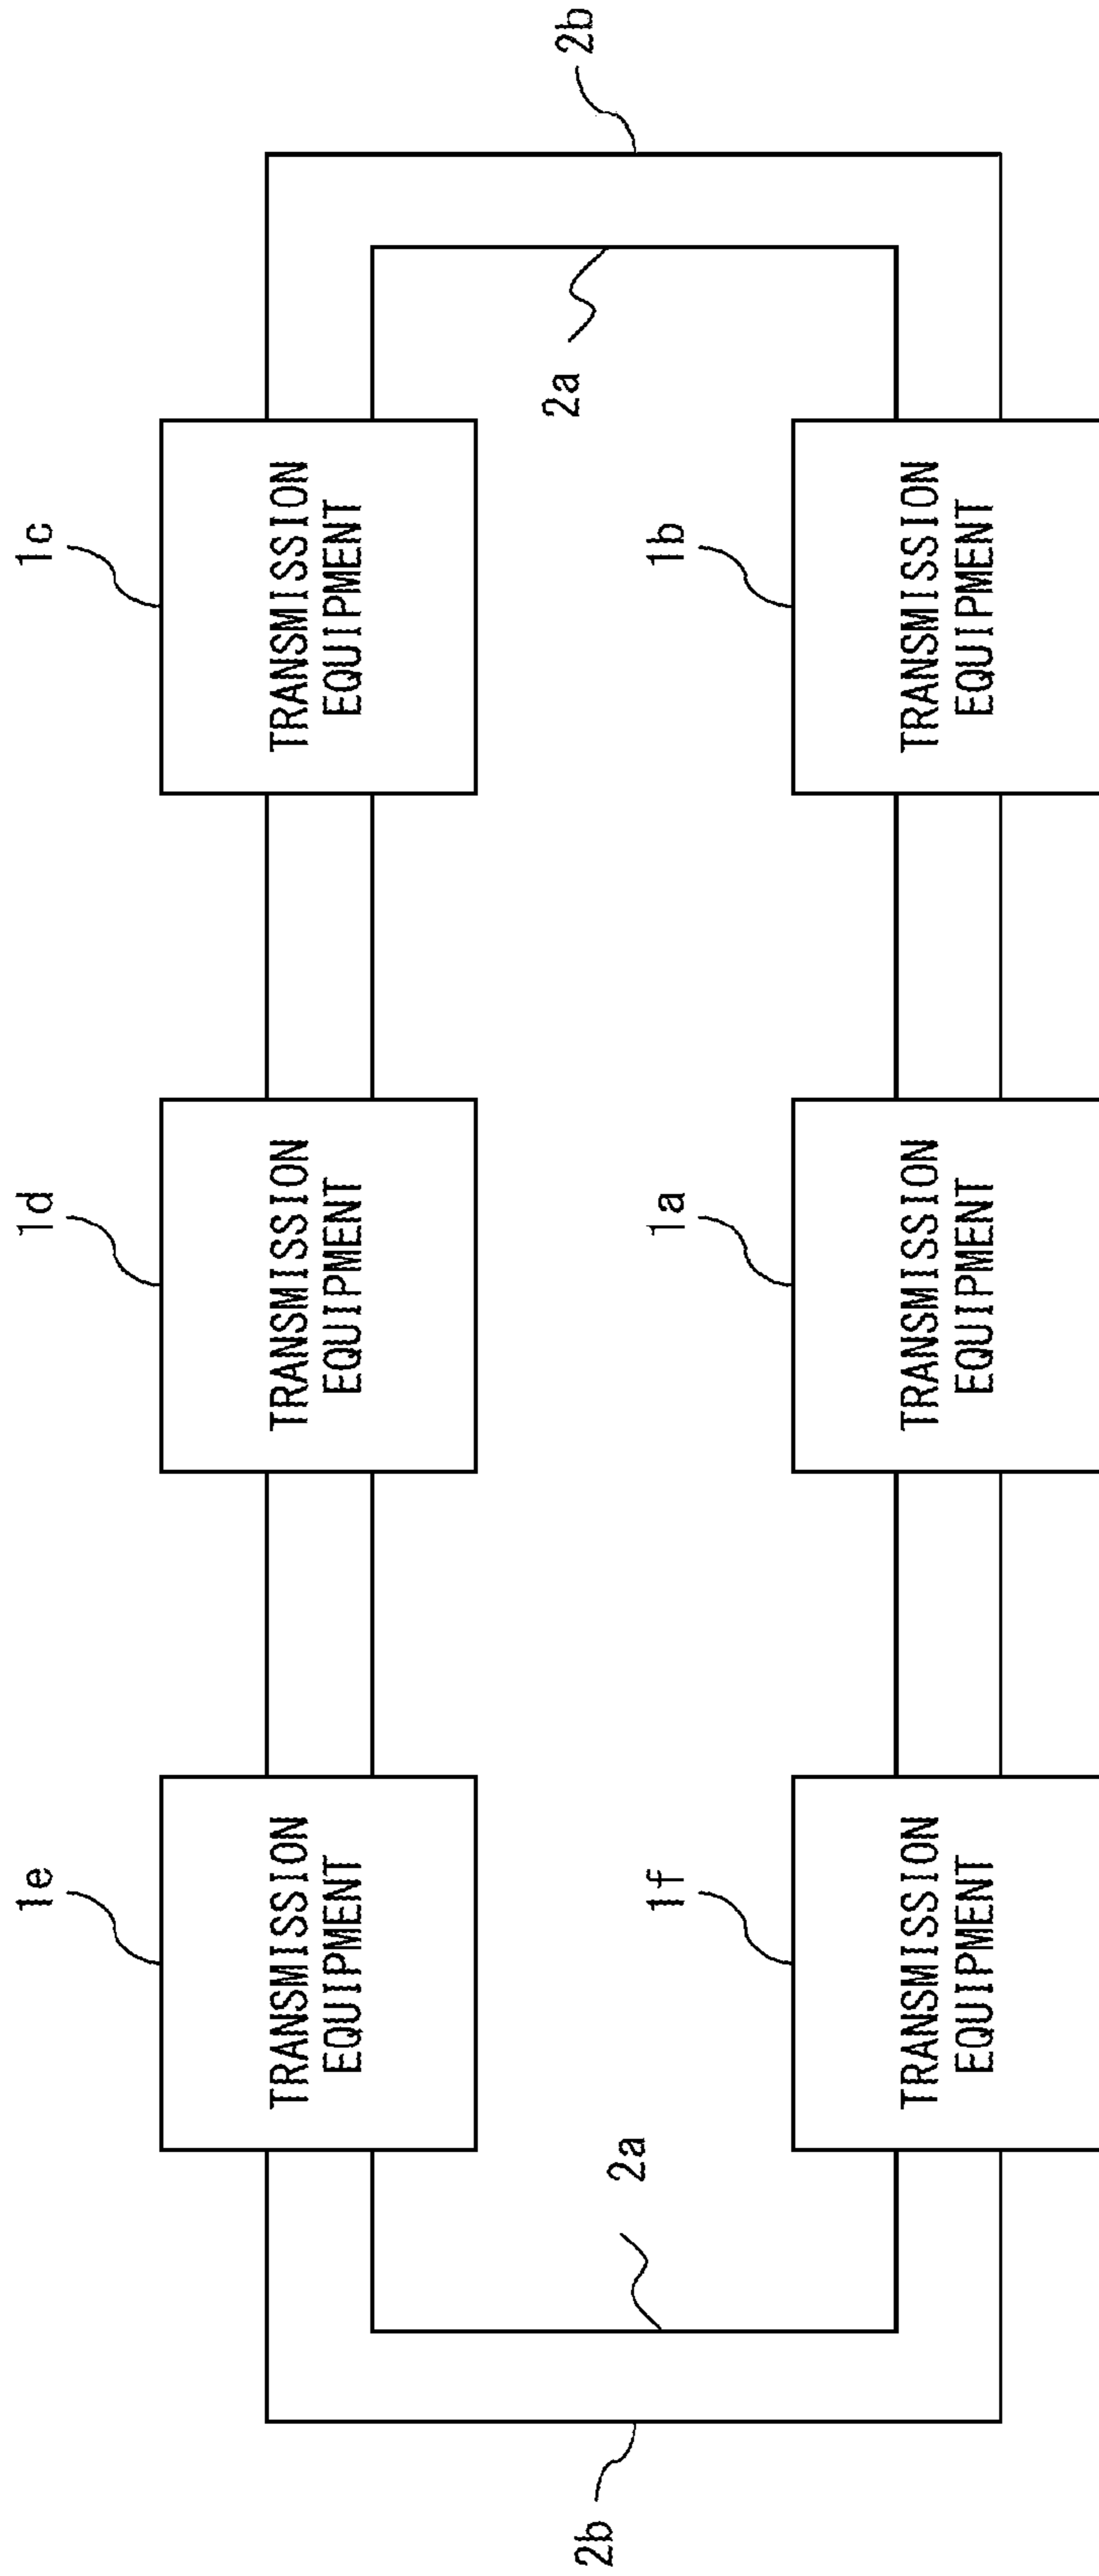 1e
1d
1c
TRANSMISSION
EQUIPMENT
TRANSMISSION
EQUIPMENT
TRANSMISSION
EQUIPMENT
2b
2a
2a
2b
1f
1a
1b
TRANSMISSION
EQUIPMENT
TRANSMISSION
EQUIPMENT
TRANSMISSION
EQUIPMENT